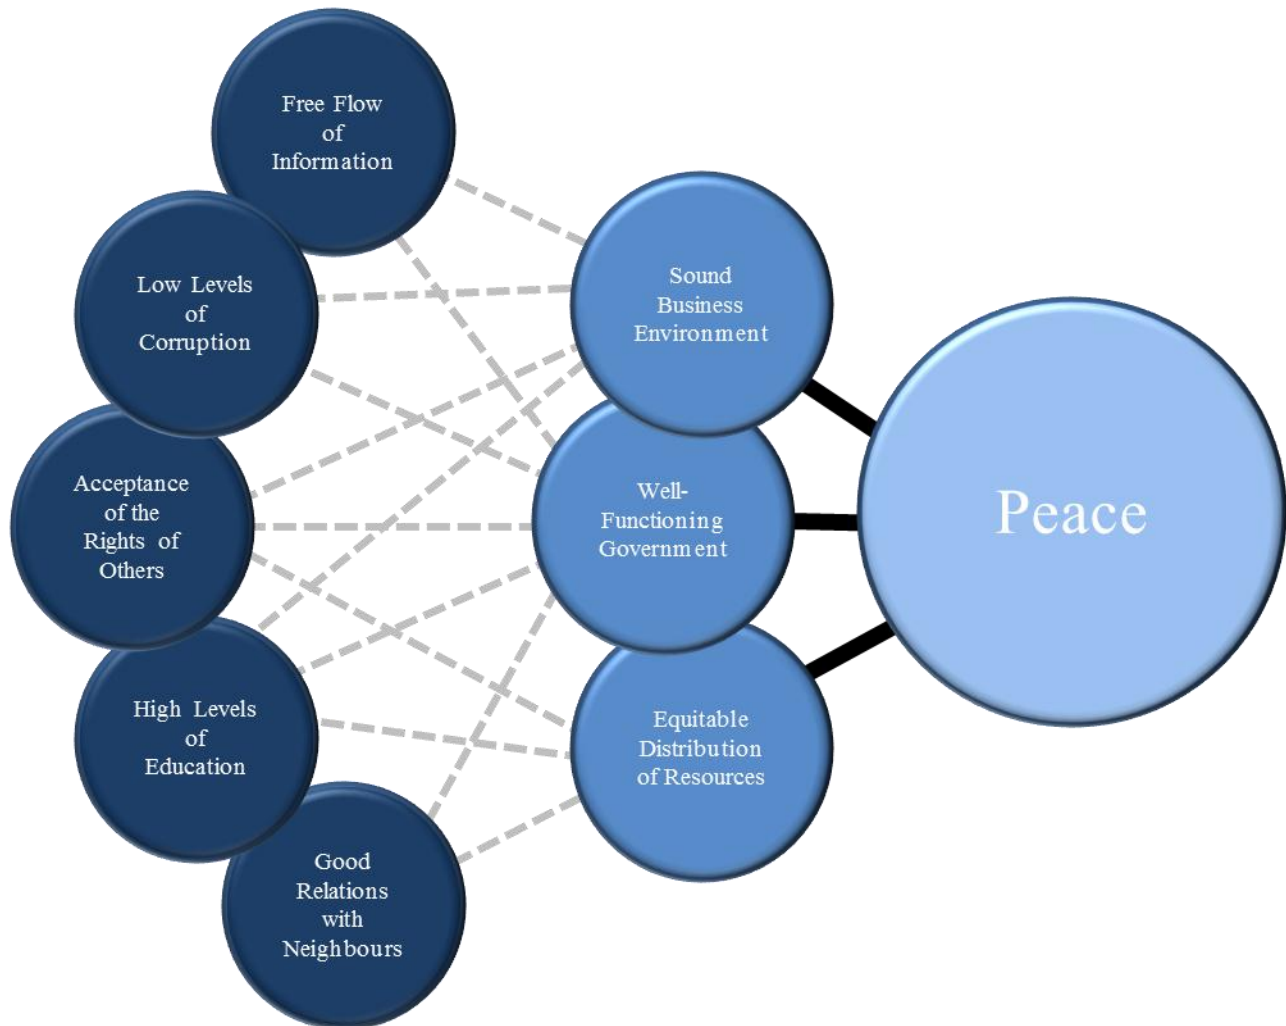 Free Flow
of
Information
Low Levels
of
Corruption
Acceptance
of the
Rights of
Others
High Levels
of
Education
Good
Relations
with
Neighbours
Sound
Business
Environment
Well-
Functioning
Government
Equitable
Distribution
of Resources
Peace